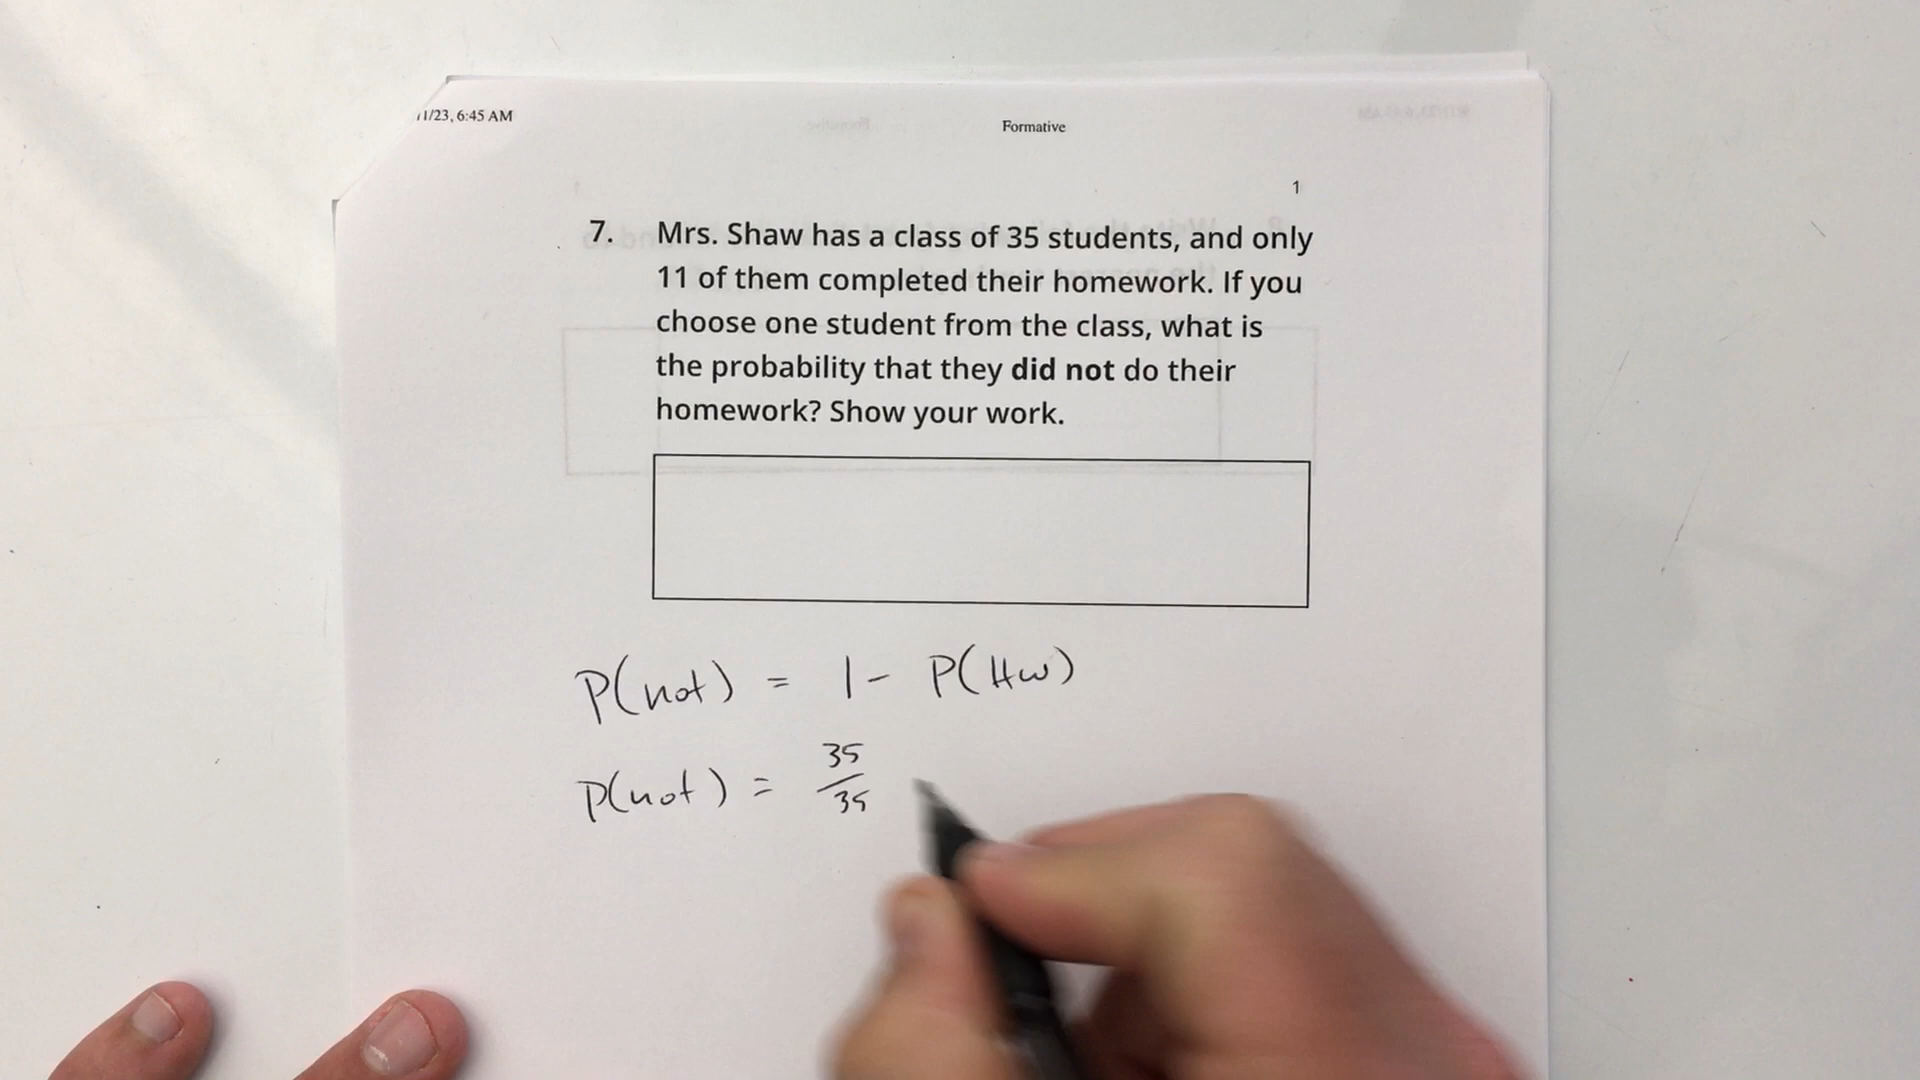 1/23, 6:45 AM Formative
1
7. Mrs. Shaw has a class of 35 students, and only
11 of them completed their homework. If you
choose one student from the class, what is
the probability that they did not do their
homework? Show your work.
P(not) = 1 - P(Hw)
P(not) = 35/35